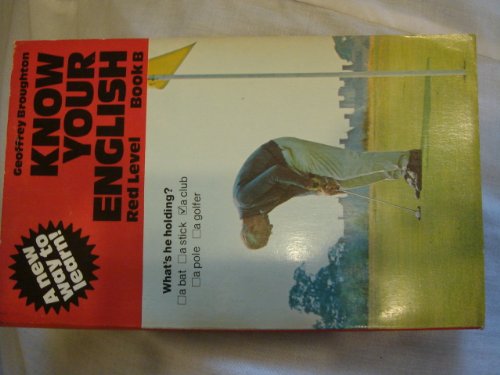 Geoffrey Broughton
KNOW
YOUR
ENGLISH
Red Level Book B
A new
way to
learn!
What's he holding?
☐a bat ☐a stick ☑a club
☐a pole ☐a golfer